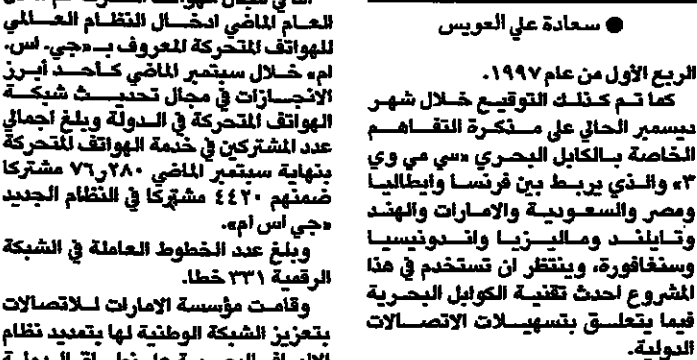 ● سعادة علي العويس
الربع الأول من عام ١٩٩٧.
كما تم كذلك التوقيع خلال شهر
ديسمبر الحالي على مذكرة التفاهم
الخاصة بالكابل البحري «سي مي وي
٣» والذي يربط بين فرنسا وايطاليا
ومصر والسعودية والامارات والهند
وتايلند وماليزيا واندونيسيا
وسنغافورة، وينتظر ان تستخدم في هذا
المشروع احدث تقنية الكوابل البحرية
فيما يتعلق بتسهيلات الاتصالات
الدولية.
العام الماضي ادخال النظام العالمي
للهواتف المتحركة المعروف بـ«جي. اس.
ام» خلال سبتمبر الماضي كأحد أبرز
الانجازات في مجال تحديث شبكة
الهواتف المتحركة في الدولة وبلغ اجمالي
عدد المشتركين في خدمة الهواتف المتحركة
بنهاية سبتمبر الماضي ٧٦٫٢٨٠ مشتركا
ضمنهم ٤٤٢٠ مشتركا في النظام الجديد
«جي اس ام».
وبلغ عدد الخطوط العاملة في الشبكة
الرقمية ٣٣١ خطا.
وقامت مؤسسة الامارات للاتصالات
بتعزيز الشبكة الوطنية لها بتمديد نظام